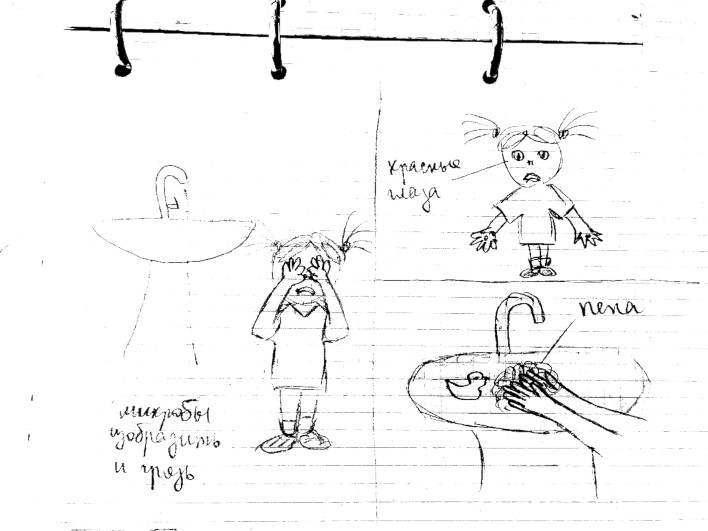 микробы
изобразить
и грязь
красные
глаза
пена